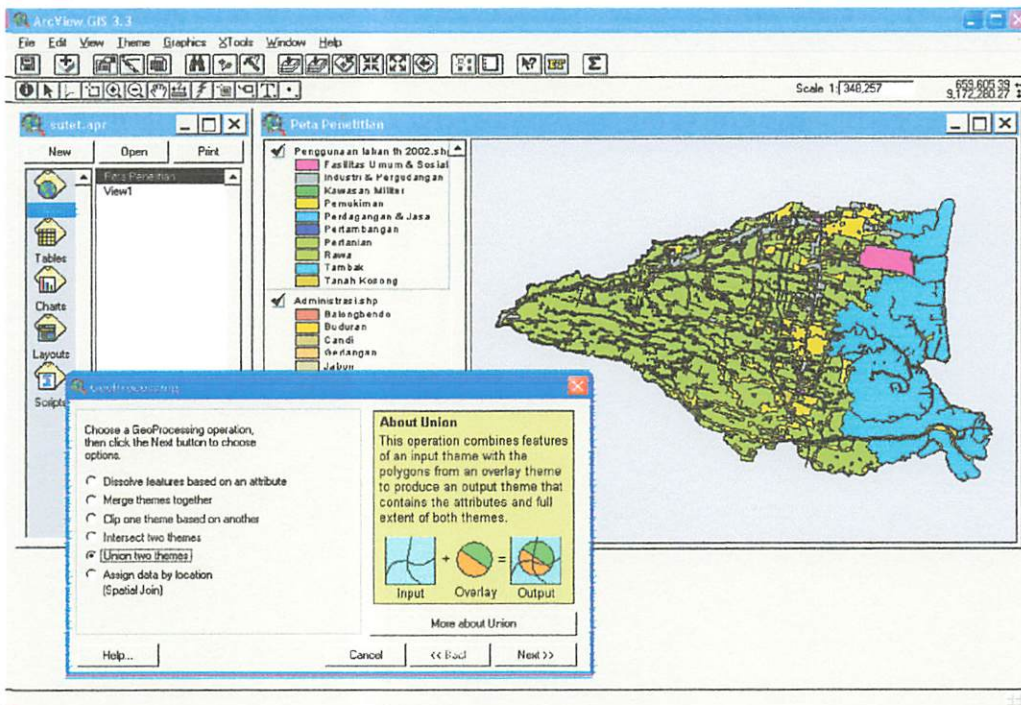 ArcView GIS 3.3
File Edit View Theme Graphics XTools Window Help
Scale 1: 348,257
659,605.39
9,172,280.27
sutet.apr
New Open Print
Peta Penelitian
View1
Tables
Charts
Layouts
Scripts
Peta Penelitian
Penggunaan lahan th 2002.shp
Fasilitas Umum & Sosial
Industri & Pergudangan
Kawasan Militer
Pemukiman
Perdagangan & Jasa
Pertambangan
Pertanian
Rawa
Tambak
Tanah Kosong
Administrasi.shp
Balongbendo
Buduran
Candi
Gedangan
Jabon
GeoProcessing
Choose a GeoProcessing operation,
then click the Next button to choose
options.
Dissolve features based on an attribute
Merge themes together
Clip one theme based on another
Intersect two themes
Union two themes
Assign data by location
(Spatial Join)
About Union
This operation combines features
of an input theme with the
polygons from an overlay theme
to produce an output theme that
contains the attributes and full
extent of both themes.
+ =
Input Overlay Output
More about Union
Help... Cancel << Back Next >>